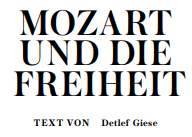 MOZART
UND DIE
FREIHEIT
TEXT VON Detlef Giese